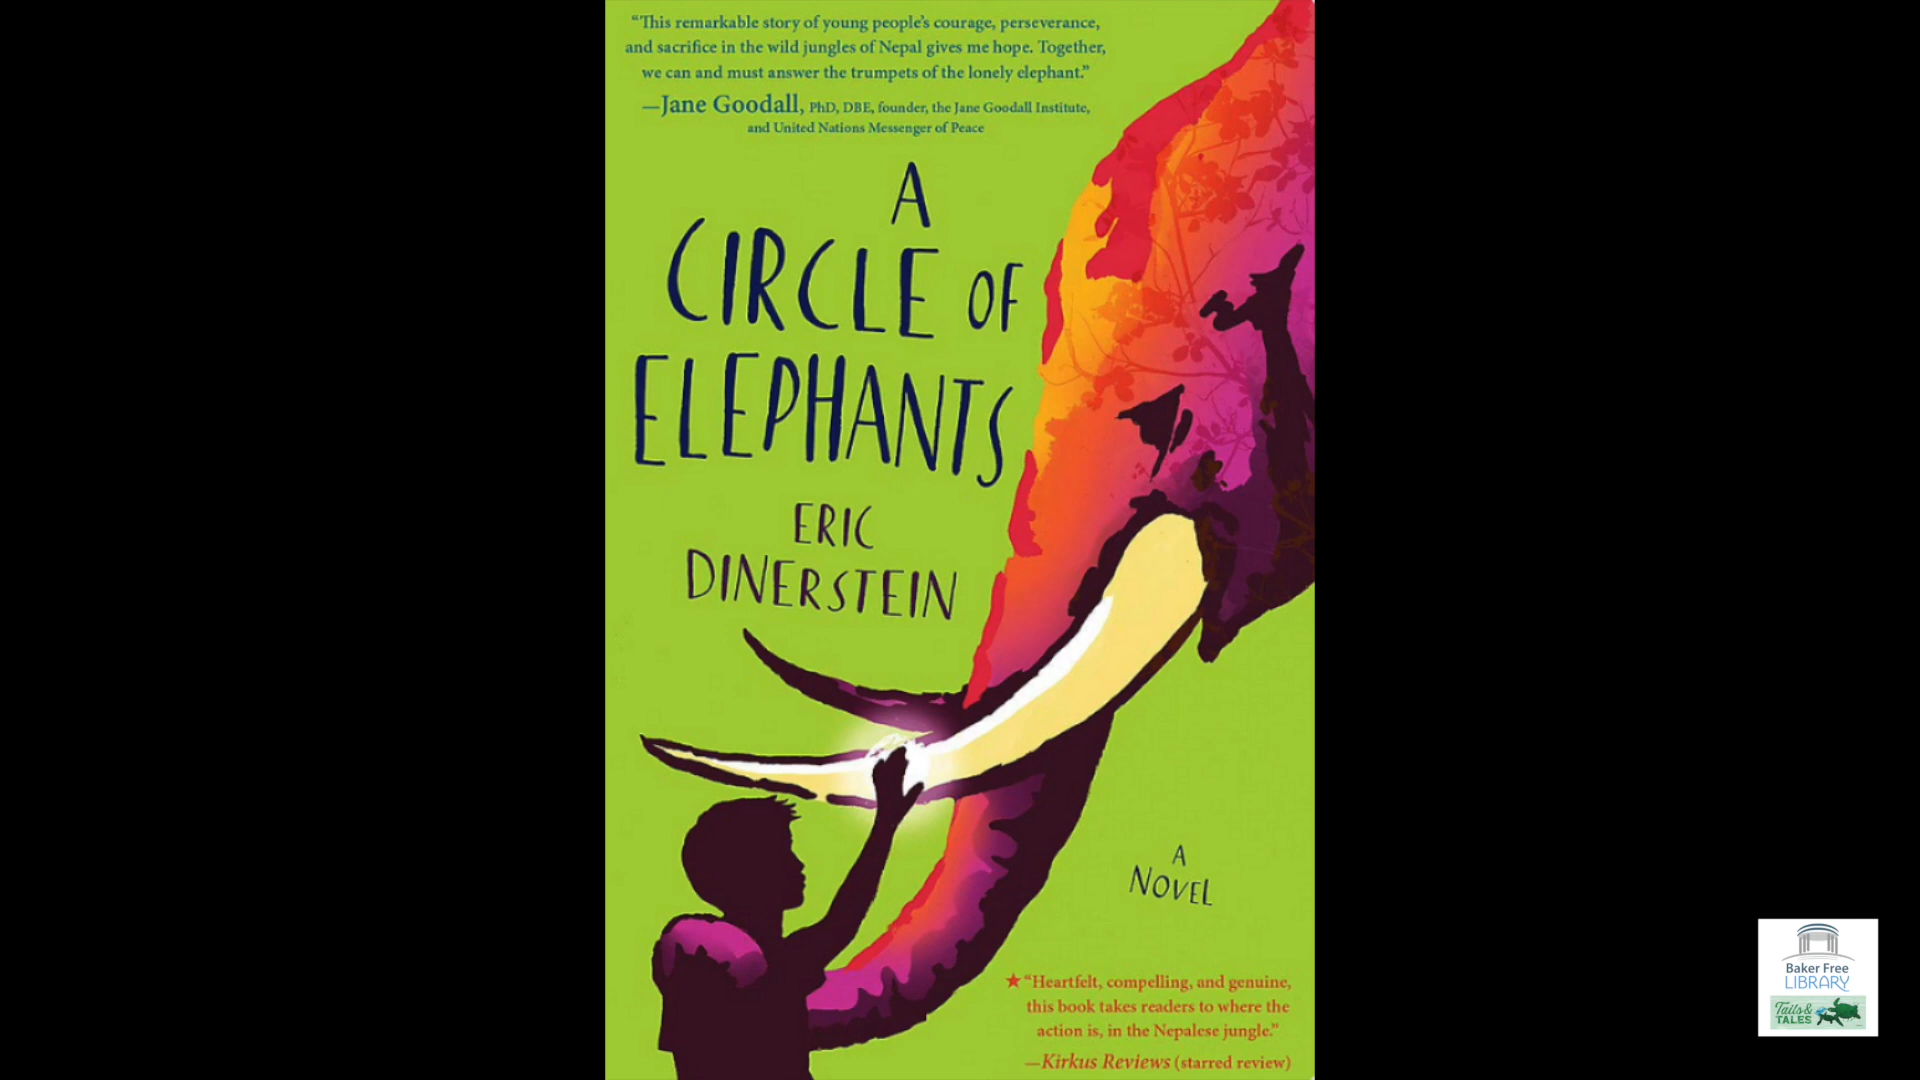 “This remarkable story of young people’s courage, perseverance,
and sacrifice in the wild jungles of Nepal gives me hope. Together,
we can and must answer the trumpets of the lonely elephant.”
—Jane Goodall, PhD, DBE, founder, the Jane Goodall Institute,
and United Nations Messenger of Peace
A
CIRCLE OF
ELEPHANTS
ERIC
DINERSTEIN
A
NOVEL
★“Heartfelt, compelling, and genuine,
this book takes readers to where the
action is, in the Nepalese jungle.”
—Kirkus Reviews (starred review)
Baker Free
LIBRARY
Tails &
TALES